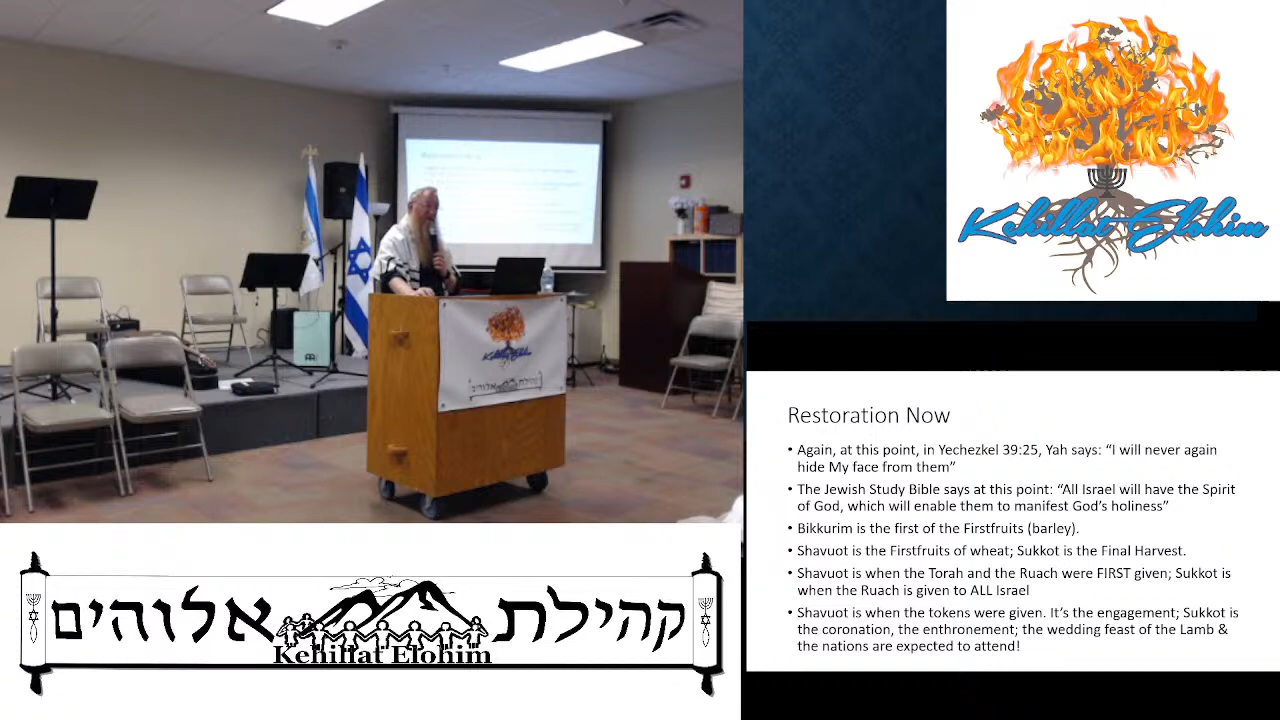 Kehillat Elohim
קהילת אלוהים
Kehillat Elohim
Restoration Now
• Again, at this point, in Yechezkel 39:25, Yah says: “I will never again
hide My face from them”
• The Jewish Study Bible says at this point: “All Israel will have the Spirit
of God, which will enable them to manifest God’s holiness”
• Bikkurim is the first of the Firstfruits (barley).
• Shavuot is the Firstfruits of wheat; Sukkot is the Final Harvest.
• Shavuot is when the Torah and the Ruach were FIRST given; Sukkot is
when the Ruach is given to ALL Israel
• Shavuot is when the tokens were given. It’s the engagement; Sukkot is
the coronation, the enthronement; the wedding feast of the Lamb &
the nations are expected to attend!
Kehillat Elohim
קהילת אלוהים